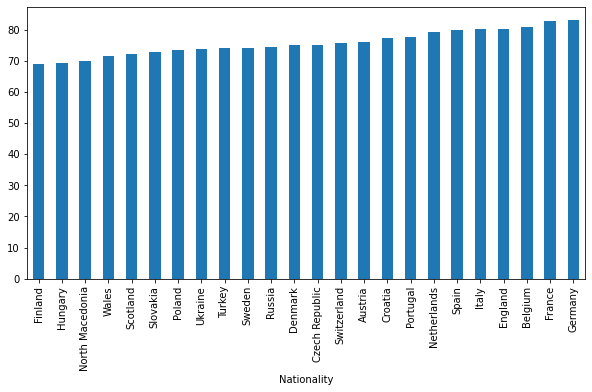 80
70
60
50
40
30
20
10
0
Finland
Hungary
North Macedonia
Wales
Scotland
Slovakia
Poland
Ukraine
Turkey
Sweden
Russia
Denmark
Czech Republic
Switzerland
Austria
Croatia
Portugal
Netherlands
Spain
Italy
England
Belgium
France
Germany
Nationality